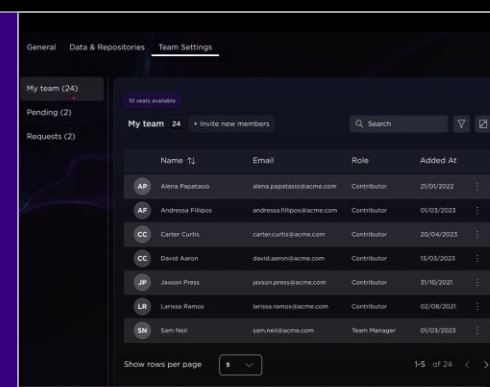 General Data & Repositories Team Settings
My team (24)
Pending (2)
Requests (2)
10 seats available
My team 24 + Invite new members Search
Name Email Role Added At
AP Alena Papatasio alena.papatasio@acme.com Contributor 21/01/2022
AF Andressa Fillipos andressa.fillipos@acme.com Contributor 01/03/2023
CC Carter Curtis carter.curtis@acme.com Contributor 20/04/2023
CC David Aaron david.aaron@acme.com Contributor 13/03/2023
JP Jaxson Press jaxson.press@acme.com Contributor 31/10/2021
LR Larissa Ramos larissa.ramos@acme.com Contributor 02/08/2021
SN Sam Neil sam.neil@acme.com Team Manager 01/03/2023
Show rows per page 5 1-5 of 24